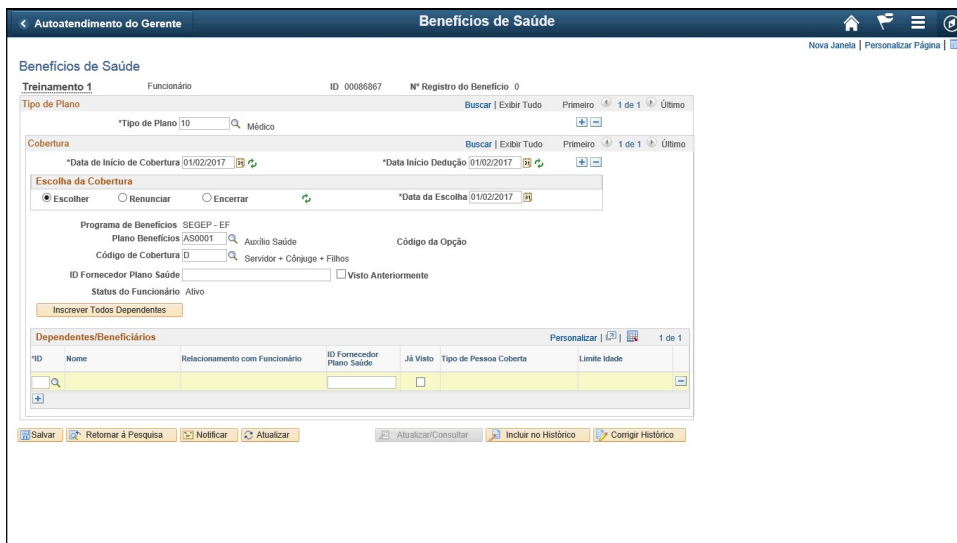 Autoatendimento do Gerente Benefícios de Saúde
Nova Janela | Personalizar Página |
Benefícios de Saúde
Treinamento 1 Funcionário ID 00086867 Nº Registro do Benefício 0
Tipo de Plano Buscar | Exibir Tudo Primeiro 1 de 1 Último
*Tipo de Plano 10 Médico
Cobertura Buscar | Exibir Tudo Primeiro 1 de 1 Último
*Data de Início de Cobertura 01/02/2017 *Data Início Dedução 01/02/2017
Escolha da Cobertura
Escolher Renunciar Encerrar *Data da Escolha 01/02/2017
Programa de Benefícios SEGEP - EF
Plano Benefícios AS0001 Auxílio Saúde Código da Opção
Código de Cobertura D Servidor + Cônjuge + Filhos
ID Fornecedor Plano Saúde Visto Anteriormente
Status do Funcionário Ativo
Inscrever Todos Dependentes
Dependentes/Beneficiários Personalizar | | 1 de 1
*ID Nome Relacionamento com Funcionário ID Fornecedor Plano Saúde Já Visto Tipo de Pessoa Coberta Limite Idade
Salvar Retornar à Pesquisa Notificar Atualizar Atualizar/Consultar Incluir no Histórico Corrigir Histórico